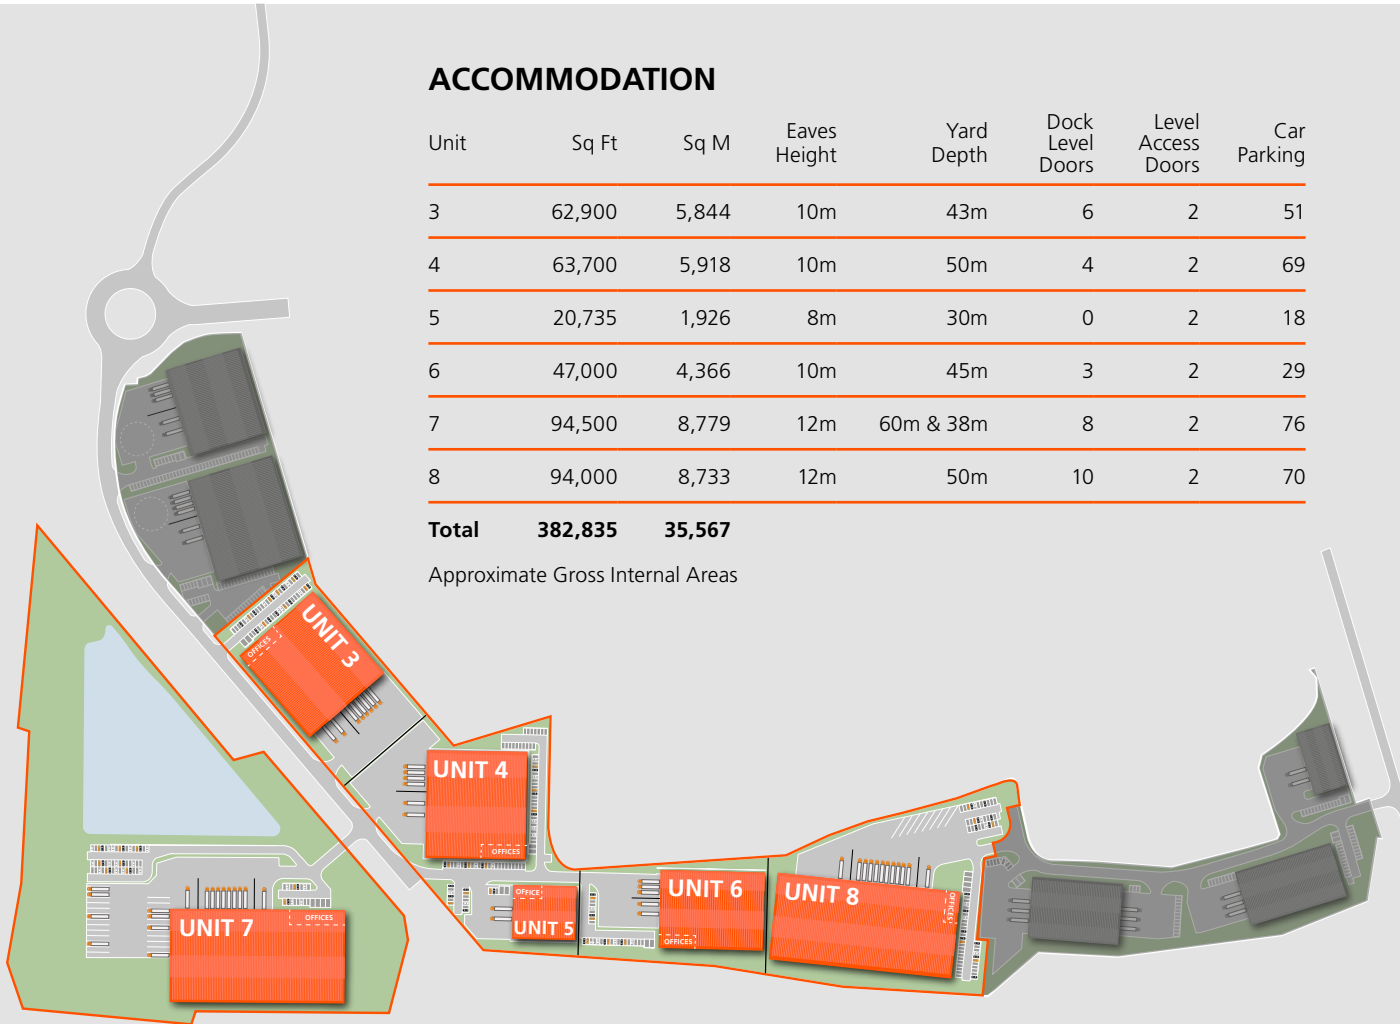 ACCOMMODATION
Unit Sq Ft Sq M Eaves Height Yard Depth Dock Level Doors Level Access Doors Car Parking
3 62,900 5,844 10m 43m 6 2 51
4 63,700 5,918 10m 50m 4 2 69
5 20,735 1,926 8m 30m 0 2 18
6 47,000 4,366 10m 45m 3 2 29
7 94,500 8,779 12m 60m & 38m 8 2 76
8 94,000 8,733 12m 50m 10 2 70
Total 382,835 35,567
Approximate Gross Internal Areas
UNIT 3
OFFICES
UNIT 4
OFFICES
OFFICE
UNIT 5
UNIT 6
OFFICES
UNIT 8
OFFICES
UNIT 7
OFFICES